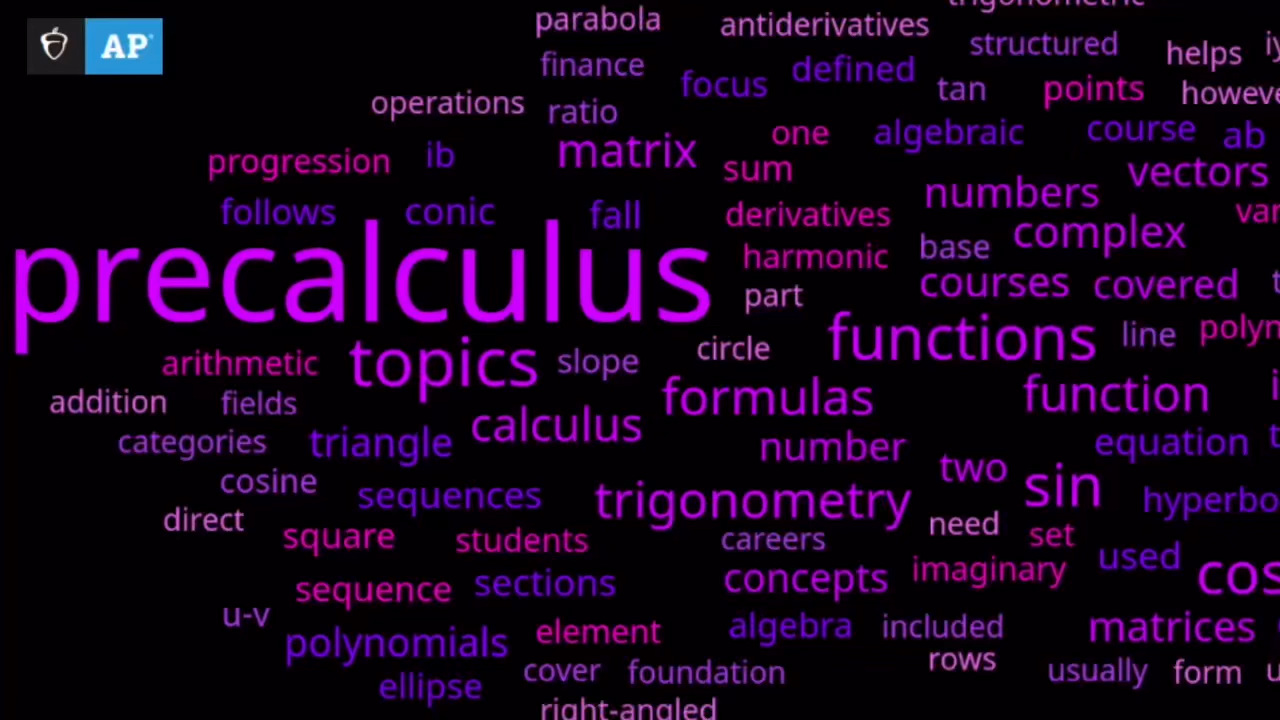 AP
parabola antiderivatives
finance focus defined structured helps
operations ratio tan points
progression ib matrix one algebraic course ab
sum numbers vectors
follows conic fall derivatives complex
precalculus harmonic base
part courses covered
arithmetic topics slope circle functions line
addition fields formulas function
categories triangle calculus number equation
cosine sequences trigonometry two sin
direct square students careers need set
sequence sections concepts imaginary used
u-v polynomials element algebra included matrices
ellipse cover foundation rows usually form
right-angled